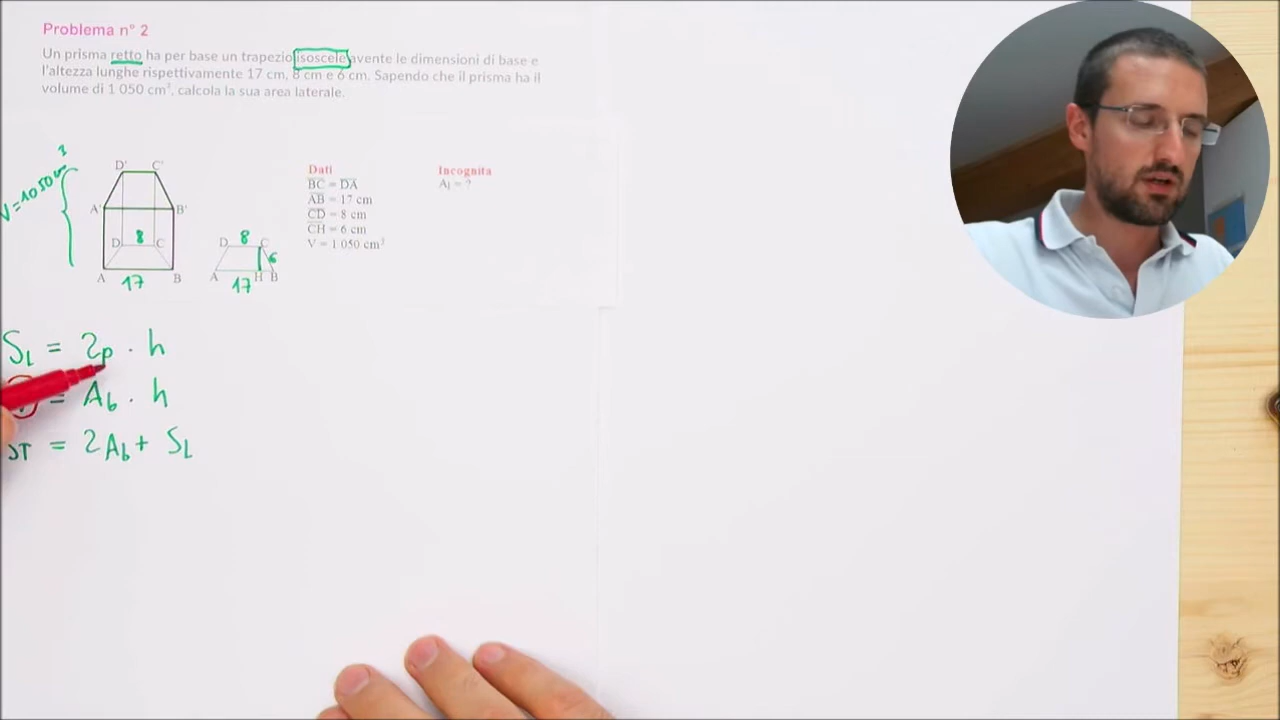 Problema n° 2
Un prisma retto ha per base un trapezio isoscele avente le dimensioni di base e
l'altezza lunghe rispettivamente 17 cm, 8 cm e 6 cm. Sapendo che il prisma ha il
volume di 1 050 cm³, calcola la sua area laterale.
V = 1050 cm³
D' C'
A' B'
D 8 C
A 17 B
D 8 C
6
A 17 H B
Dati
BC = DA
AB = 17 cm
CD = 8 cm
CH = 6 cm
V = 1 050 cm³
Incognita
Al = ?
SL = 2p · h
= Ab · h
ST = 2Ab + SL